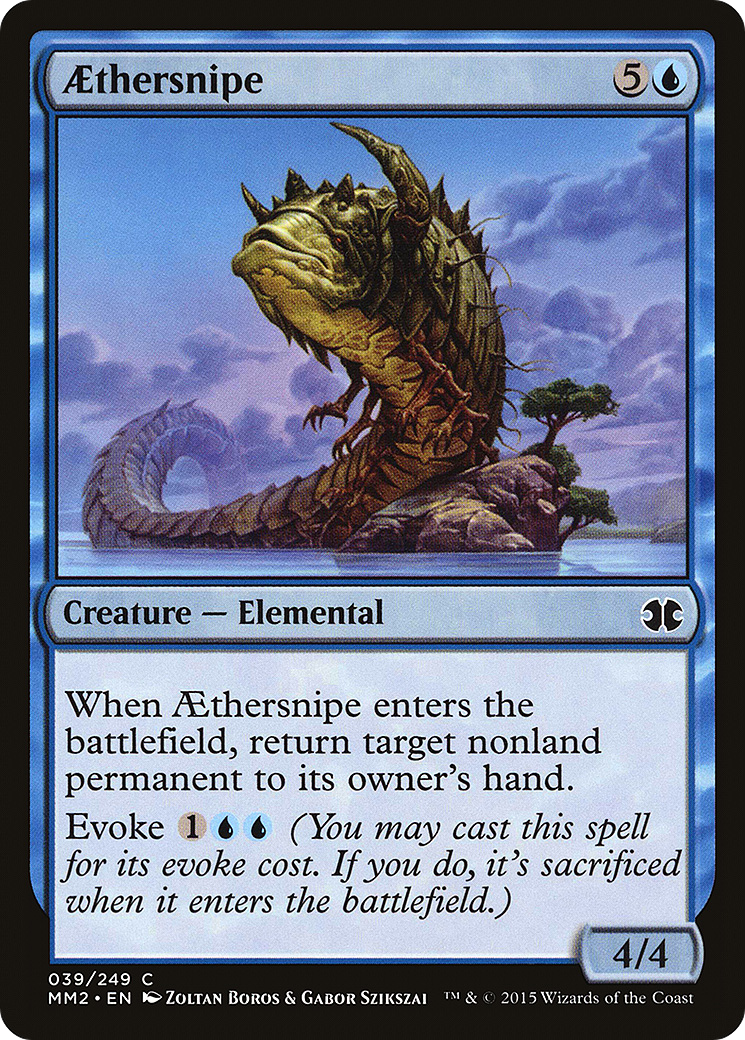 Æthersnipe 5
Creature — Elemental
When Æthersnipe enters the
battlefield, return target nonland
permanent to its owner's hand.
Evoke 1 (You may cast this spell
for its evoke cost. If you do, it's sacrificed
when it enters the battlefield.)
4/4
039/249 C
MM2 • EN Zoltan Boros & Gabor Szikszai ™ & © 2015 Wizards of the Coast